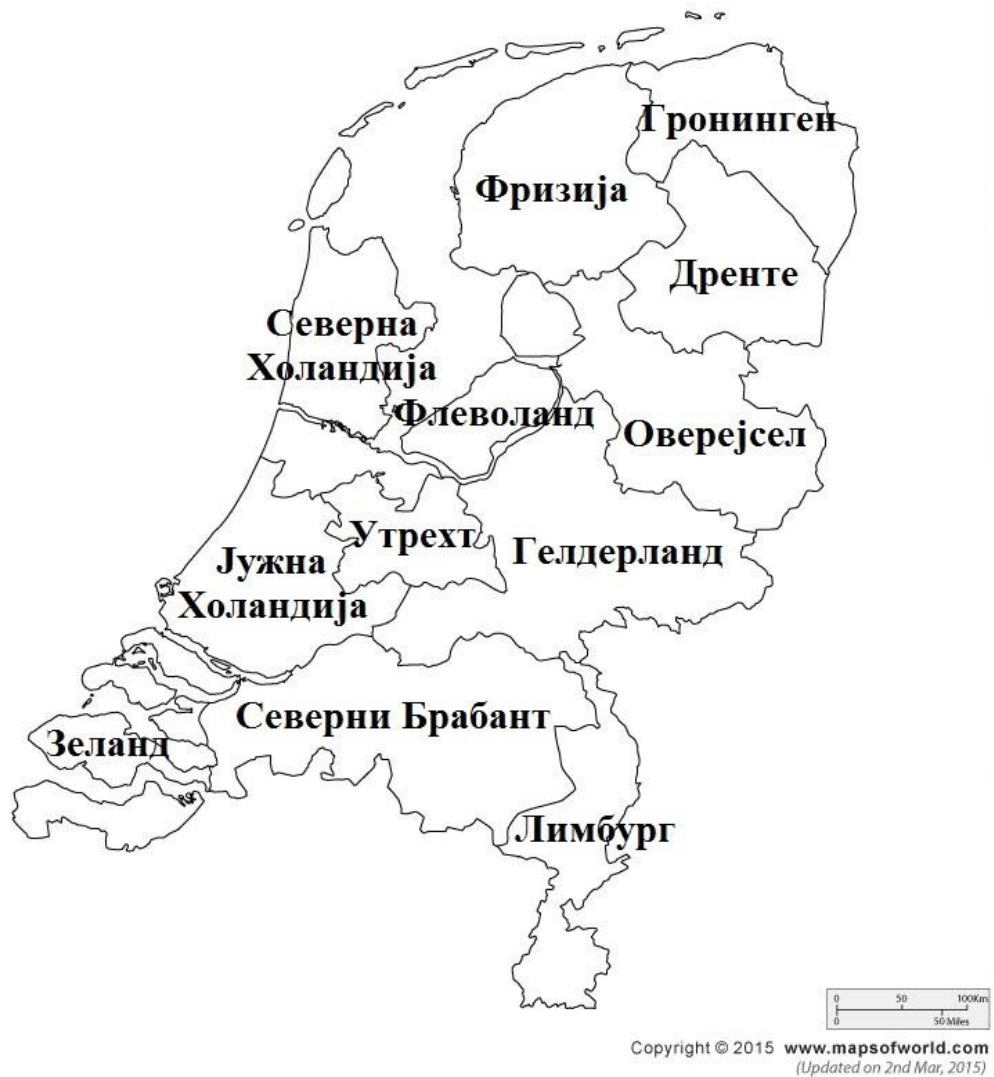 Гронинген
Фризија
Дренте
Северна
Холандија
Флеволанд
Оверејсел
Утрехт
Гелдерланд
Јужна
Холандија
Северни Брабант
Зеланд
Лимбург
0 50 100Km
0 50 Miles
Copyright © 2015 www.mapsofworld.com
(Updated on 2nd Mar, 2015)